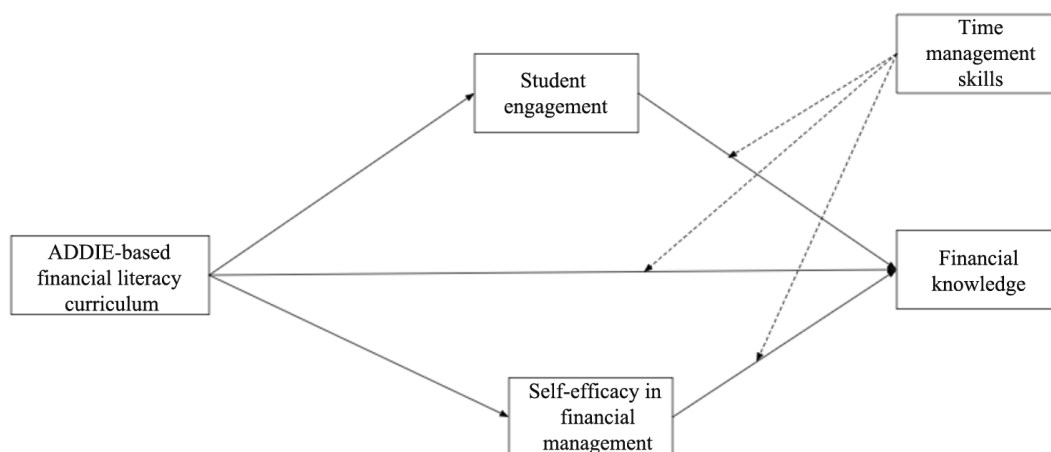 Time
management
skills
Student
engagement
ADDIE-based
financial literacy
curriculum
Financial
knowledge
Self-efficacy in
financial
management